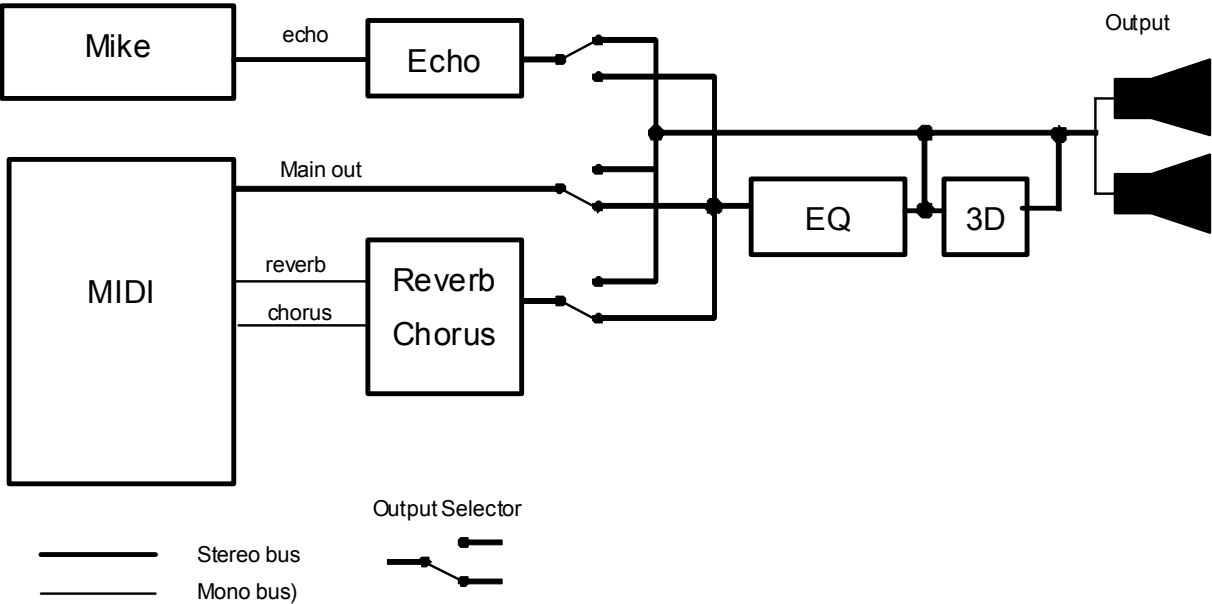 Output
Mike
echo
Echo
Main out
MIDI
reverb
chorus
Reverb
Chorus
EQ
3D
Output Selector
Stereo bus
Mono bus)